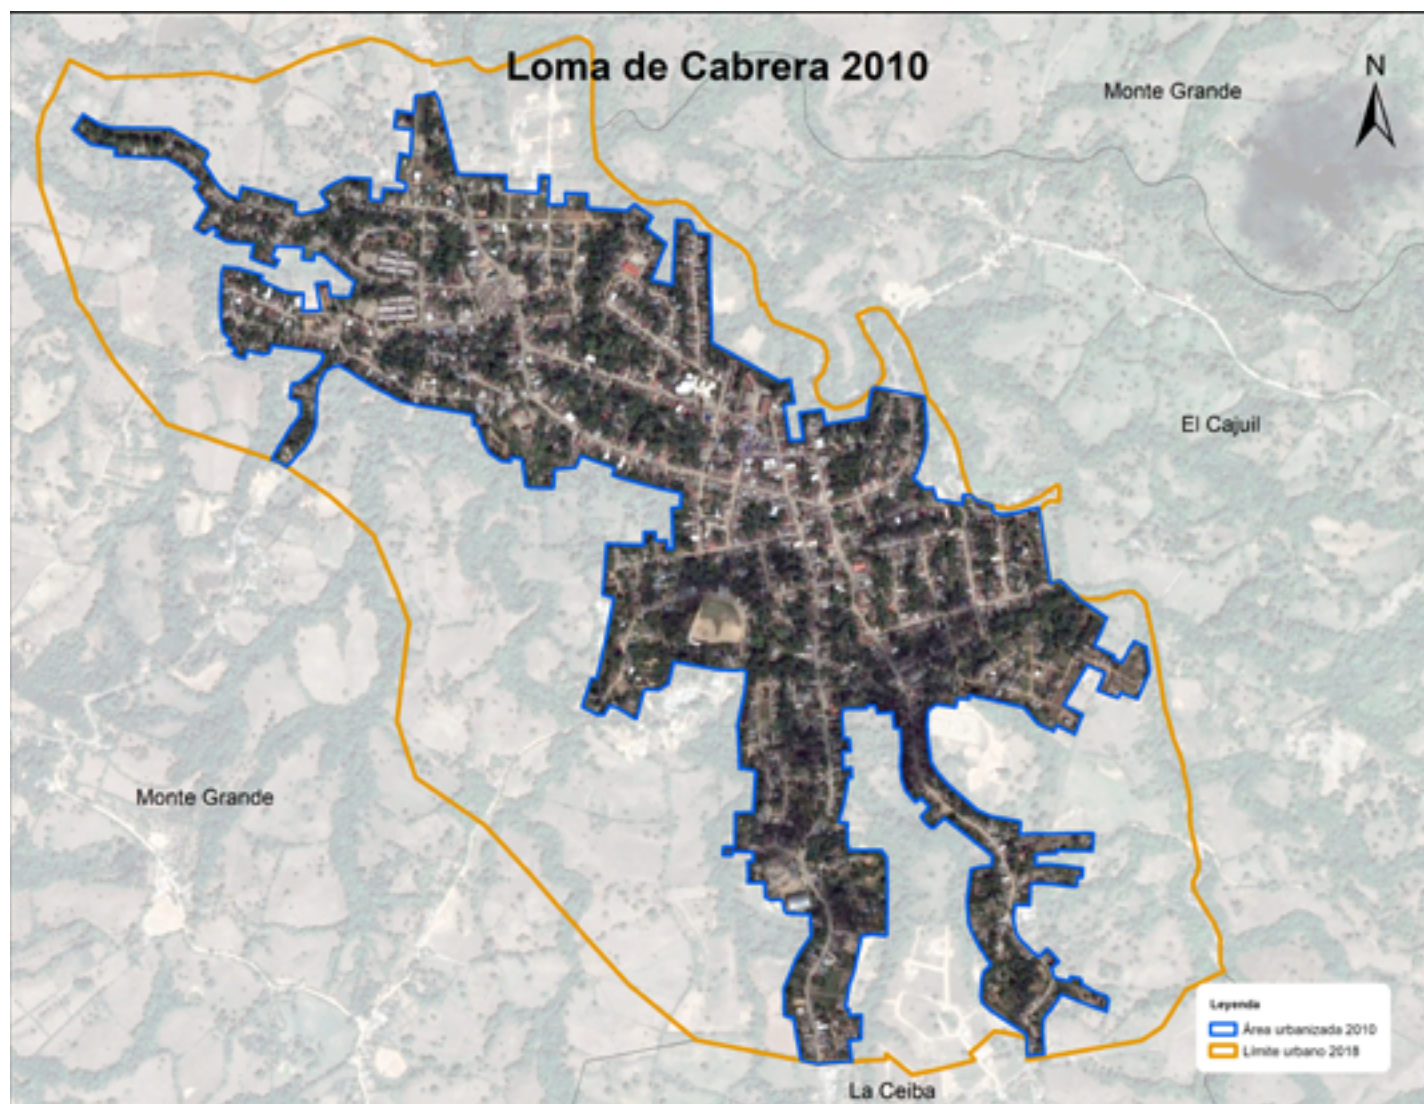 Loma de Cabrera 2010
N
Monte Grande
El Cajuil
Monte Grande
Leyenda
Área urbanizada 2010
Límite urbano 2018
La Ceiba